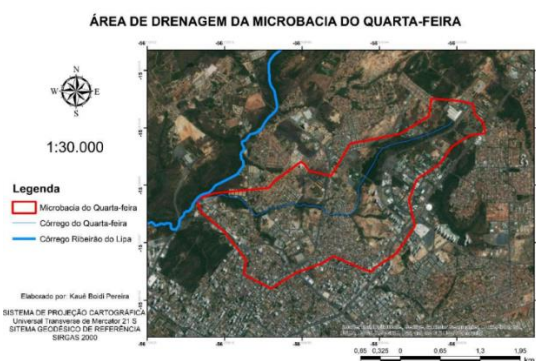 ÁREA DE DRENAGEM DA MICROBACIA DO QUARTA-FEIRA
N
W E
S
1:30.000
Legenda
Microbacia do Quarta-feira
Córrego do Quarta-feira
Córrego Ribeirão do Lipa
Elaborado por: Kauê Boidi Pereira
SISTEMA DE PROJEÇÃO CARTOGRÁFICA
Universal Transverse de Mercator 21 S
SITEMA GEODÉSICO DE REFERÊNCIA
SIRGAS 2000
0,65 0,325 0 0,65 1,3 1,95